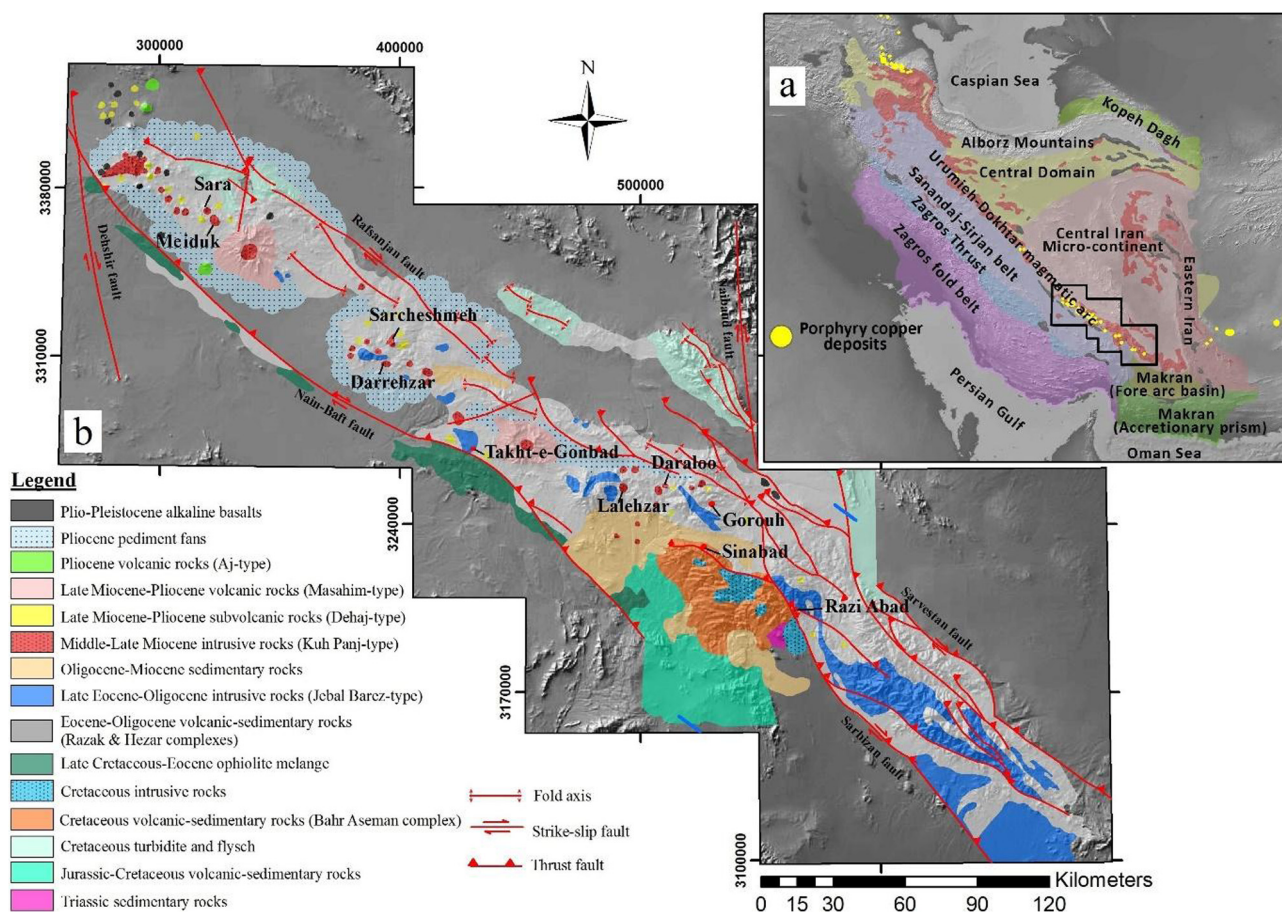 300000
400000
N
500000
3380000
3310000
3240000
3170000
3100000
Sara
Meiduk
Dehshir fault
Rafsanjan fault
Sarcheshmeh
Darrehzar
Naibaud fault
Nain-Baft fault
b
Takht-e-Gonbad
Daraloo
Lalehzar
Gorouh
Sinabad
Razi Abad
Sarvestan fault
Sarbizan fault
a
Caspian Sea
Kopeh Dagh
Alborz Mountains
Central Domain
Urumieh-Dokhtar magmatic arc
Sanandaj-Sirjan belt
Zagros Thrust
Zagros fold belt
Central Iran
Micro-continent
Eastern Iran
Porphyry copper
deposits
Persian Gulf
Makran
(Fore arc basin)
Makran
(Accretionary prism)
Oman Sea
Legend
Plio-Pleistocene alkaline basalts
Pliocene pediment fans
Pliocene volcanic rocks (Aj-type)
Late Miocene-Pliocene volcanic rocks (Masahim-type)
Late Miocene-Pliocene subvolcanic rocks (Dehaj-type)
Middle-Late Miocene intrusive rocks (Kuh Panj-type)
Oligocene-Miocene sedimentary rocks
Late Eocene-Oligocene intrusive rocks (Jebal Barez-type)
Eocene-Oligocene volcanic-sedimentary rocks
(Razak & Hezar complexes)
Late Cretaceous-Eocene ophiolite melange
Cretaceous intrusive rocks
Cretaceous volcanic-sedimentary rocks (Bahr Aseman complex)
Cretaceous turbidite and flysch
Jurassic-Cretaceous volcanic-sedimentary rocks
Triassic sedimentary rocks
Fold axis
Strike-slip fault
Thrust fault
Kilometers
0 15 30 60 90 120